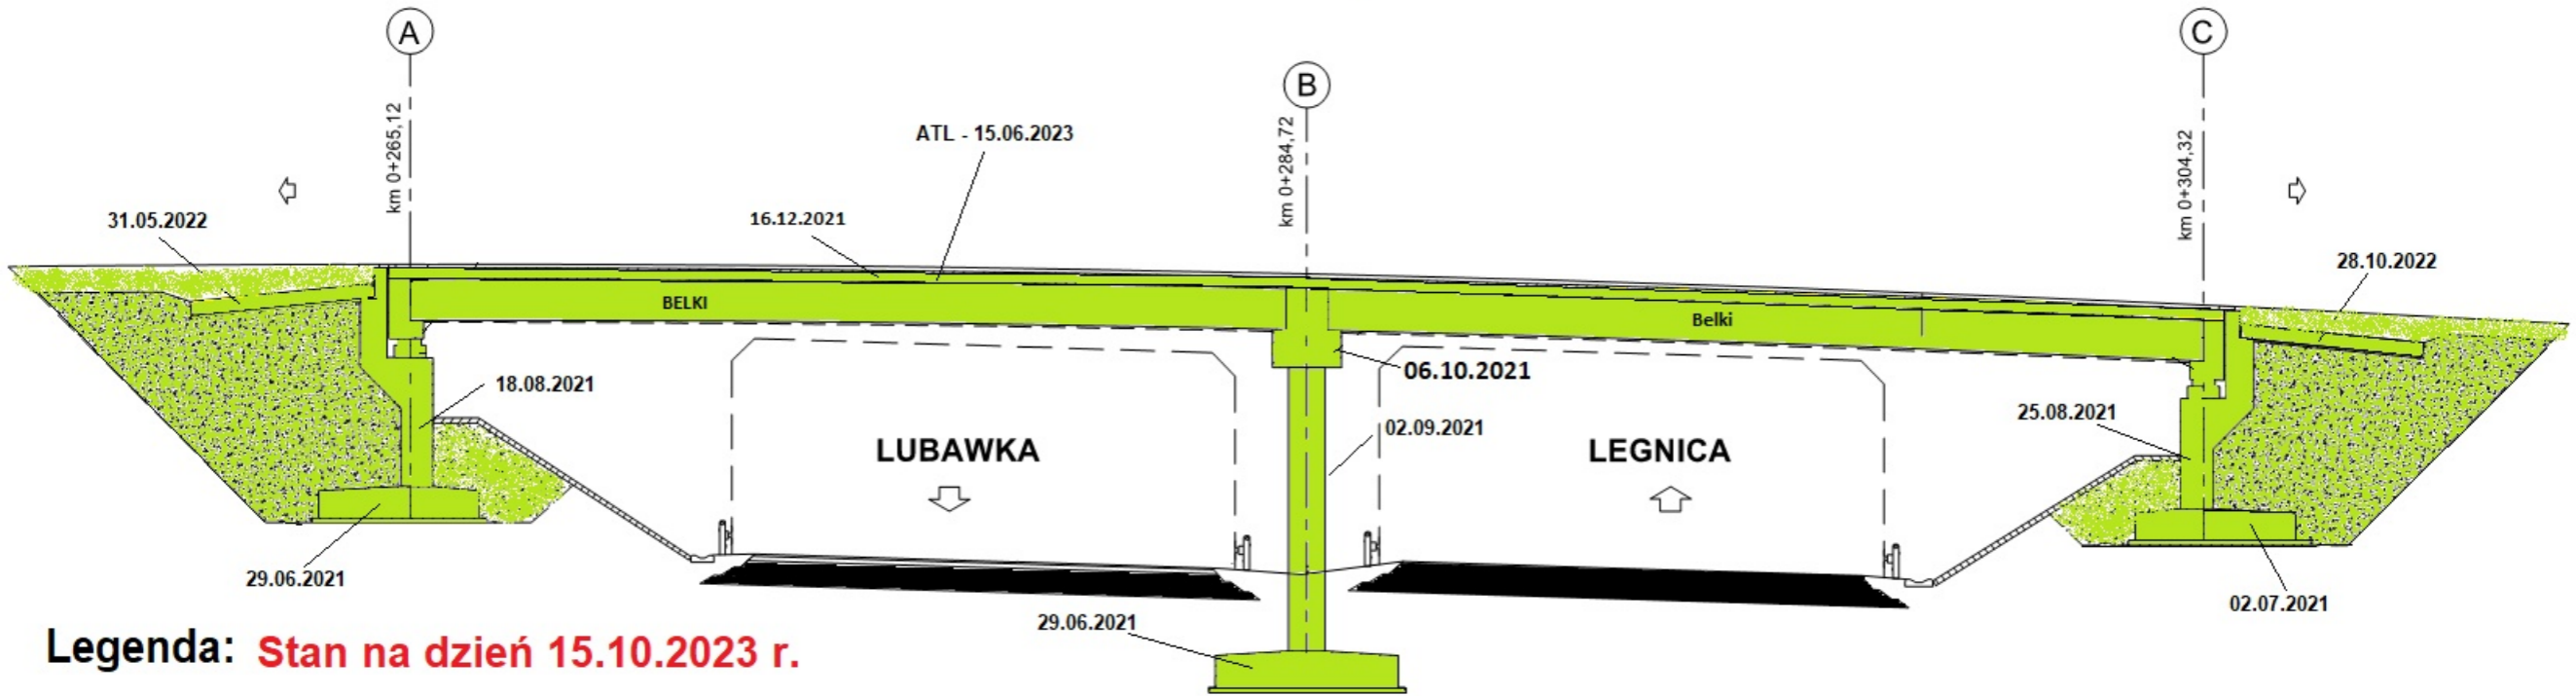 A
B
C
km 0+265,12
km 0+284,72
km 0+304,32
ATL - 15.06.2023
31.05.2022
16.12.2021
28.10.2022
BELKI
Belki
06.10.2021
18.08.2021
02.09.2021
25.08.2021
LUBAWKA
LEGNICA
29.06.2021
29.06.2021
02.07.2021
Legenda: Stan na dzień 15.10.2023 r.